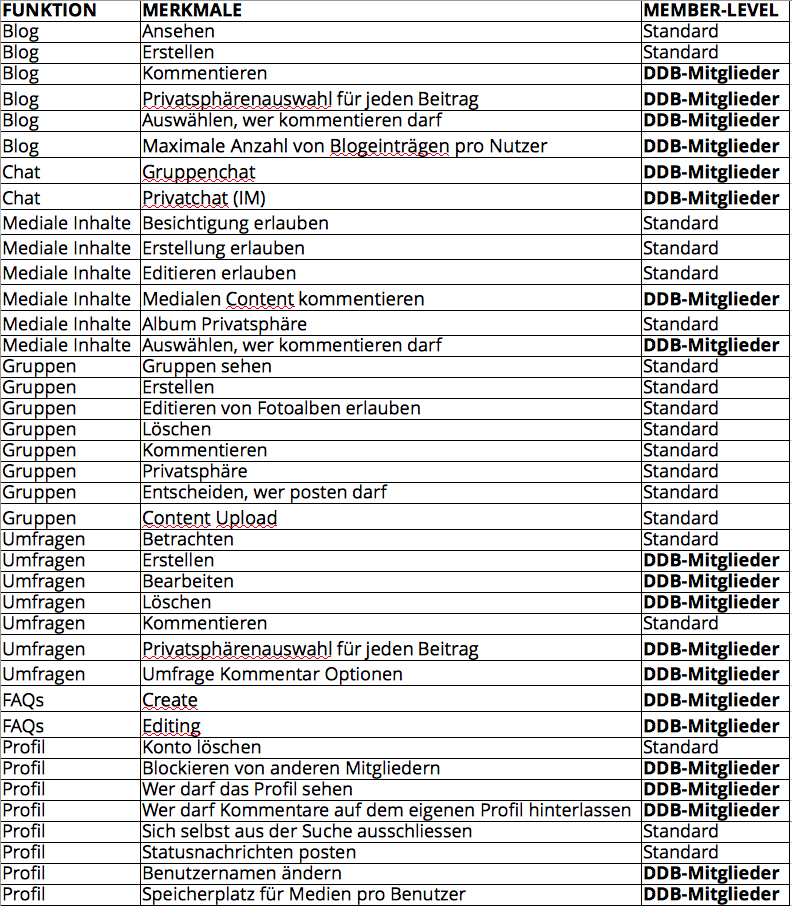 FUNKTION MERKMALE MEMBER-LEVEL
Blog Ansehen Standard
Blog Erstellen Standard
Blog Kommentieren DDB-Mitglieder
Blog Privatsphärenauswahl für jeden Beitrag DDB-Mitglieder
Blog Auswählen, wer kommentieren darf DDB-Mitglieder
Blog Maximale Anzahl von Blogeinträgen pro Nutzer DDB-Mitglieder
Chat Gruppenchat DDB-Mitglieder
Chat Privatchat (IM) DDB-Mitglieder
Mediale Inhalte Besichtigung erlauben Standard
Mediale Inhalte Erstellung erlauben Standard
Mediale Inhalte Editieren erlauben Standard
Mediale Inhalte Medialen Content kommentieren DDB-Mitglieder
Mediale Inhalte Album Privatsphäre Standard
Mediale Inhalte Auswählen, wer kommentieren darf DDB-Mitglieder
Gruppen Gruppen sehen Standard
Gruppen Erstellen Standard
Gruppen Editieren von Fotoalben erlauben Standard
Gruppen Löschen Standard
Gruppen Kommentieren Standard
Gruppen Privatsphäre Standard
Gruppen Entscheiden, wer posten darf Standard
Gruppen Content Upload Standard
Umfragen Betrachten Standard
Umfragen Erstellen DDB-Mitglieder
Umfragen Bearbeiten DDB-Mitglieder
Umfragen Löschen DDB-Mitglieder
Umfragen Kommentieren Standard
Umfragen Privatsphärenauswahl für jeden Beitrag DDB-Mitglieder
Umfragen Umfrage Kommentar Optionen DDB-Mitglieder
FAQs Create DDB-Mitglieder
FAQs Editing DDB-Mitglieder
Profil Konto löschen Standard
Profil Blockieren von anderen Mitgliedern DDB-Mitglieder
Profil Wer darf das Profil sehen DDB-Mitglieder
Profil Wer darf Kommentare auf dem eigenen Profil hinterlassen DDB-Mitglieder
Profil Sich selbst aus der Suche ausschliessen Standard
Profil Statusnachrichten posten Standard
Profil Benutzernamen ändern DDB-Mitglieder
Profil Speicherplatz für Medien pro Benutzer DDB-Mitglieder